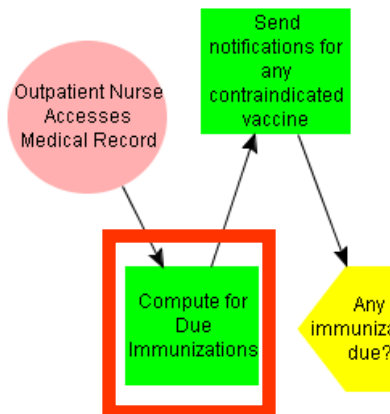 Send
notifications for
any
contraindicated
vaccine
Outpatient Nurse
Accesses
Medical Record
Compute for
Due
Immunizations
Any
due?